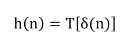 h(n) = T[δ(n)]